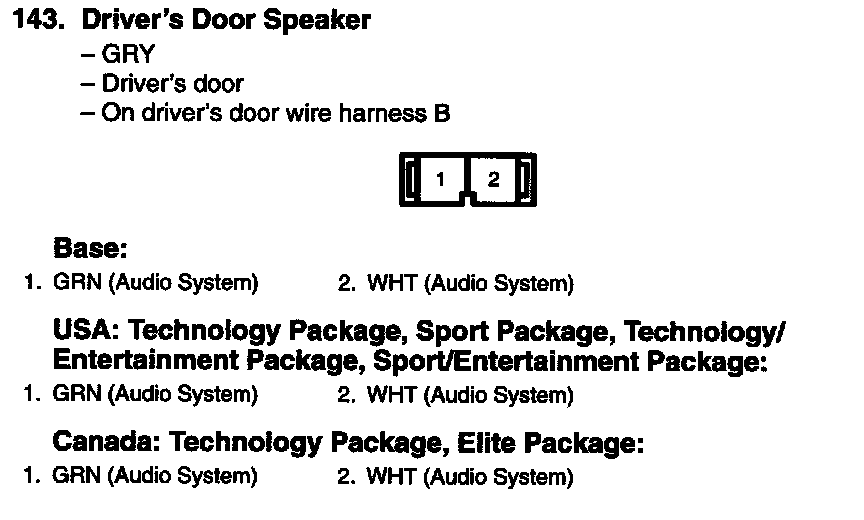 143. Driver's Door Speaker
– GRY
– Driver's door
– On driver's door wire harness B
1 2
Base:
1. GRN (Audio System) 2. WHT (Audio System)
USA: Technology Package, Sport Package, Technology/
Entertainment Package, Sport/Entertainment Package:
1. GRN (Audio System) 2. WHT (Audio System)
Canada: Technology Package, Elite Package:
1. GRN (Audio System) 2. WHT (Audio System)